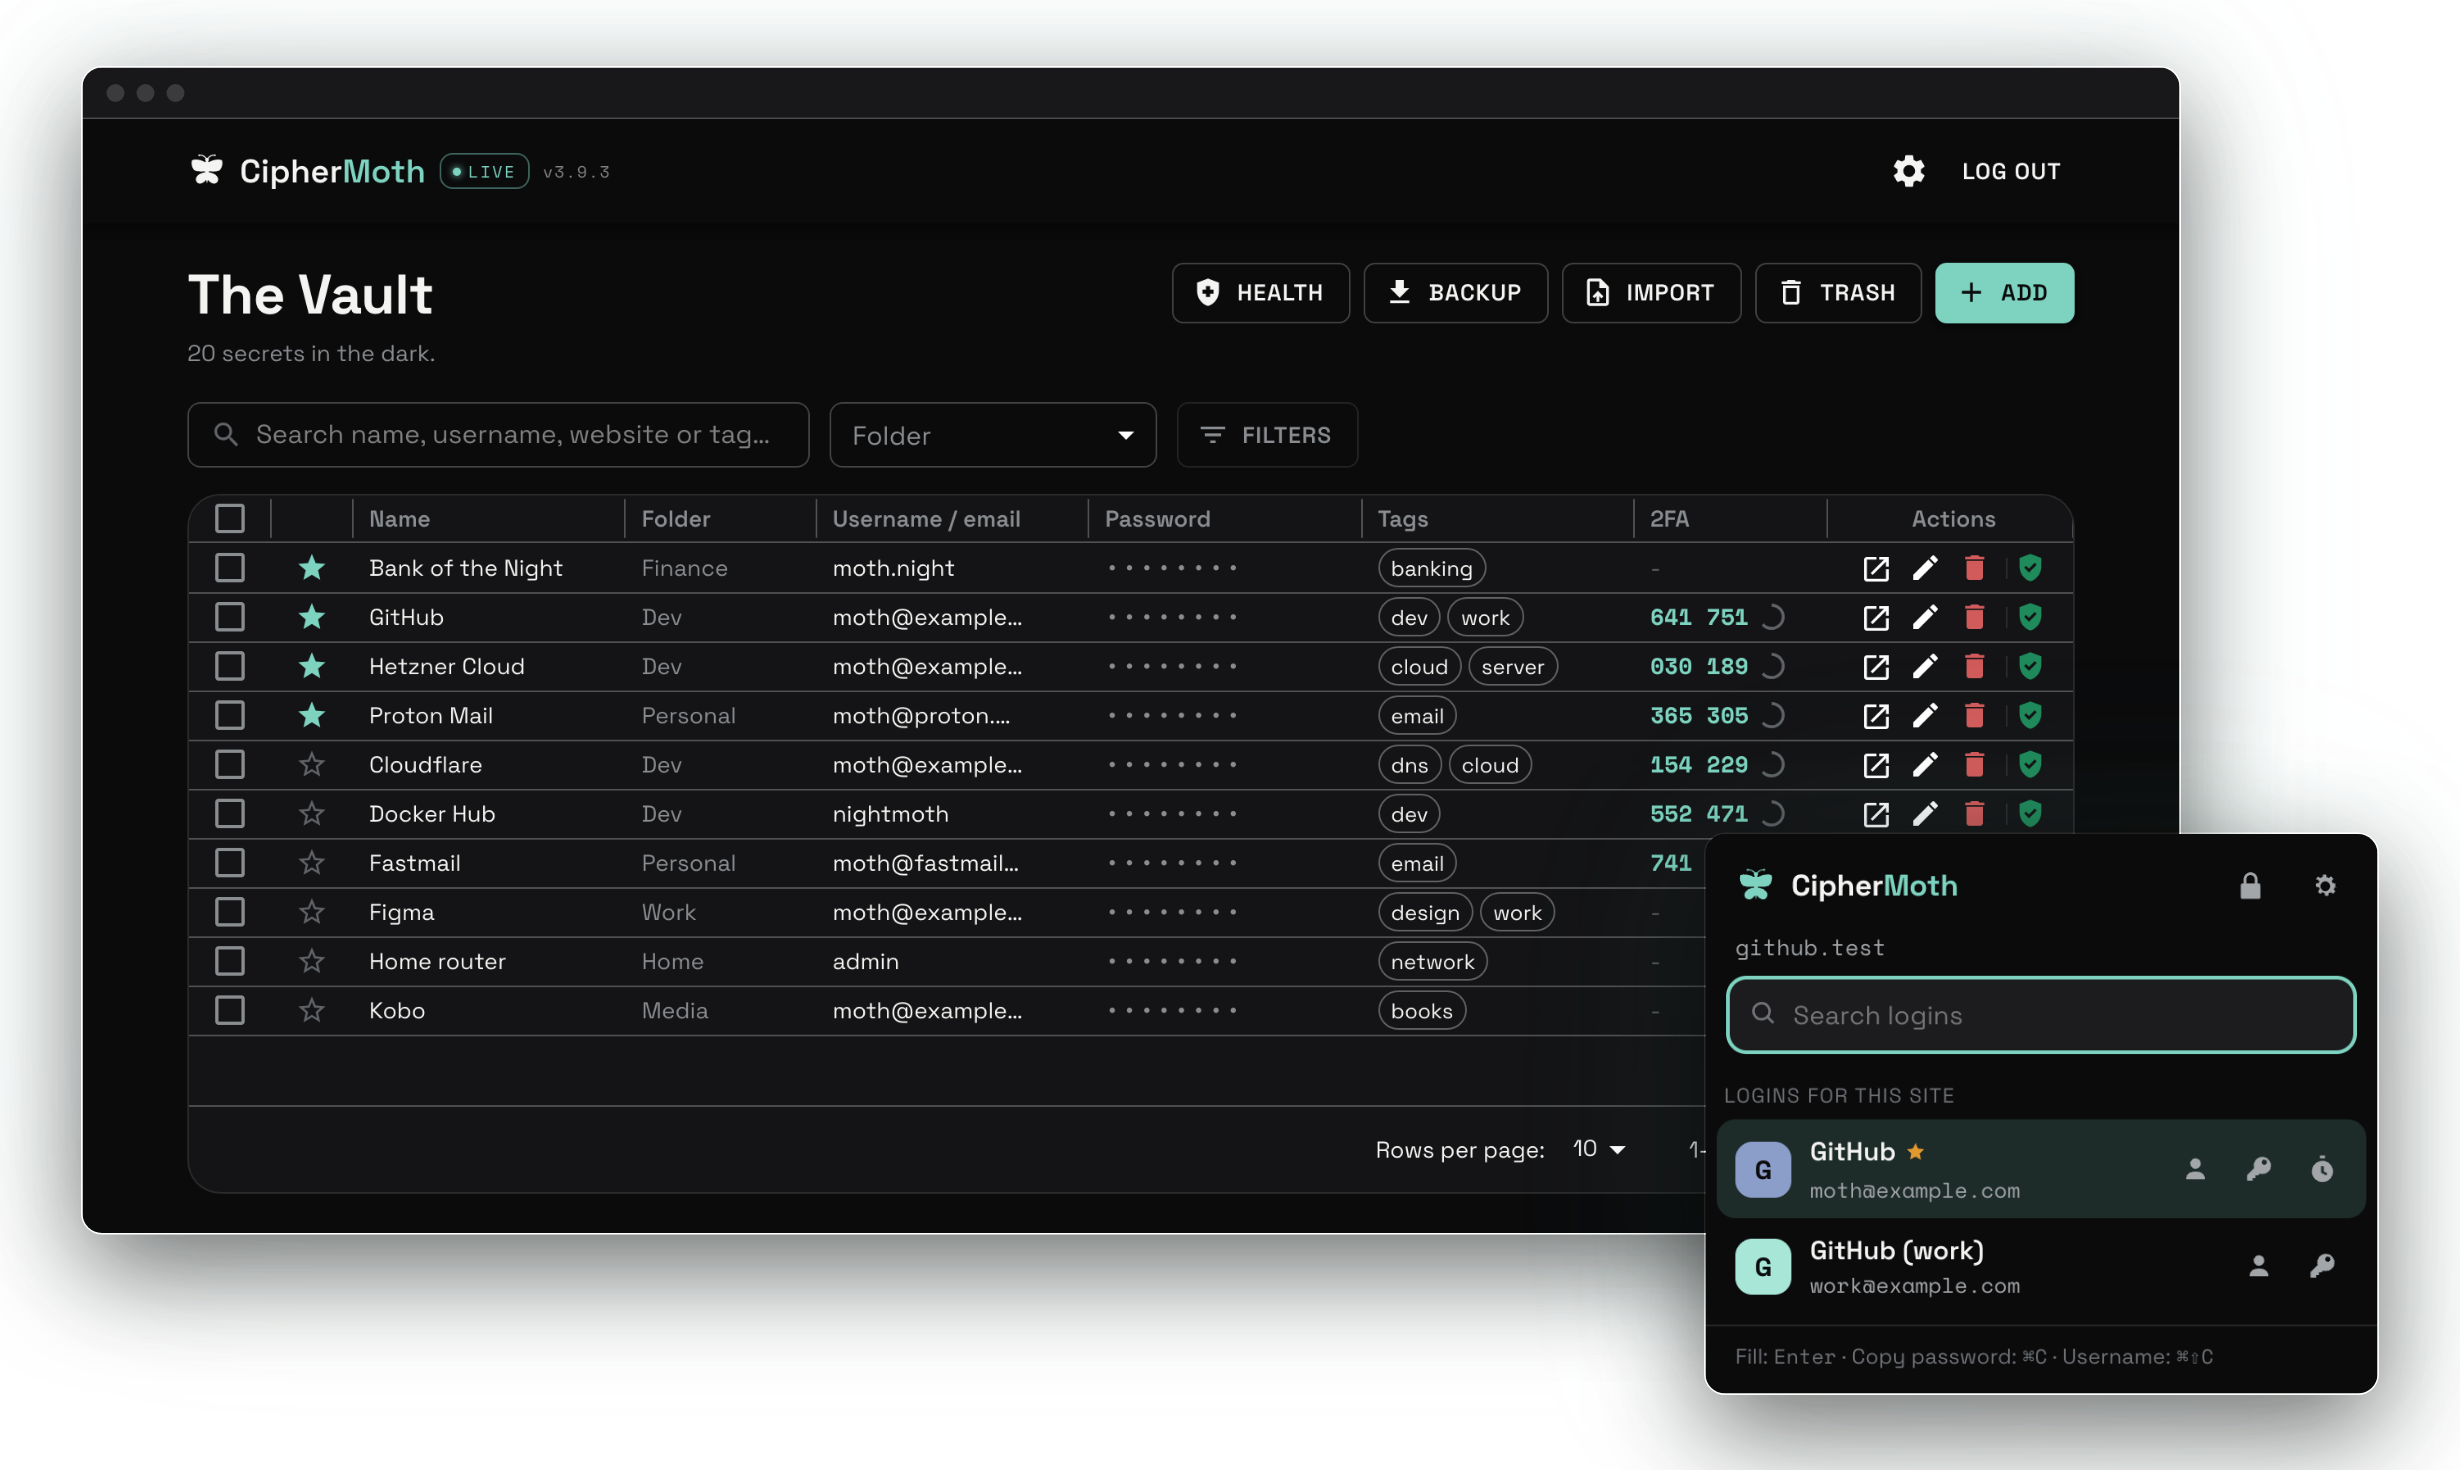 CipherMoth LIVE v3.9.3 LOG OUT
The Vault
HEALTH BACKUP IMPORT TRASH + ADD
20 secrets in the dark.
Search name, username, website or tag... Folder FILTERS
Name Folder Username / email Password Tags 2FA Actions
Bank of the Night Finance moth.night •••••••• banking -
GitHub Dev moth@example... •••••••• dev work 641 751
Hetzner Cloud Dev moth@example... •••••••• cloud server 030 189
Proton Mail Personal moth@proton.... •••••••• email 365 305
Cloudflare Dev moth@example... •••••••• dns cloud 154 229
Docker Hub Dev nightmoth •••••••• dev 552 471
Fastmail Personal moth@fastmail... •••••••• email 741
Figma Work moth@example... •••••••• design work -
Home router Home admin •••••••• network -
Kobo Media moth@example... •••••••• books -
Rows per page: 10 1-
CipherMoth
github.test
Search logins
LOGINS FOR THIS SITE
G GitHub
moth@example.com
G GitHub (work)
work@example.com
Fill: Enter · Copy password: ⌘C · Username: ⌘⇧C